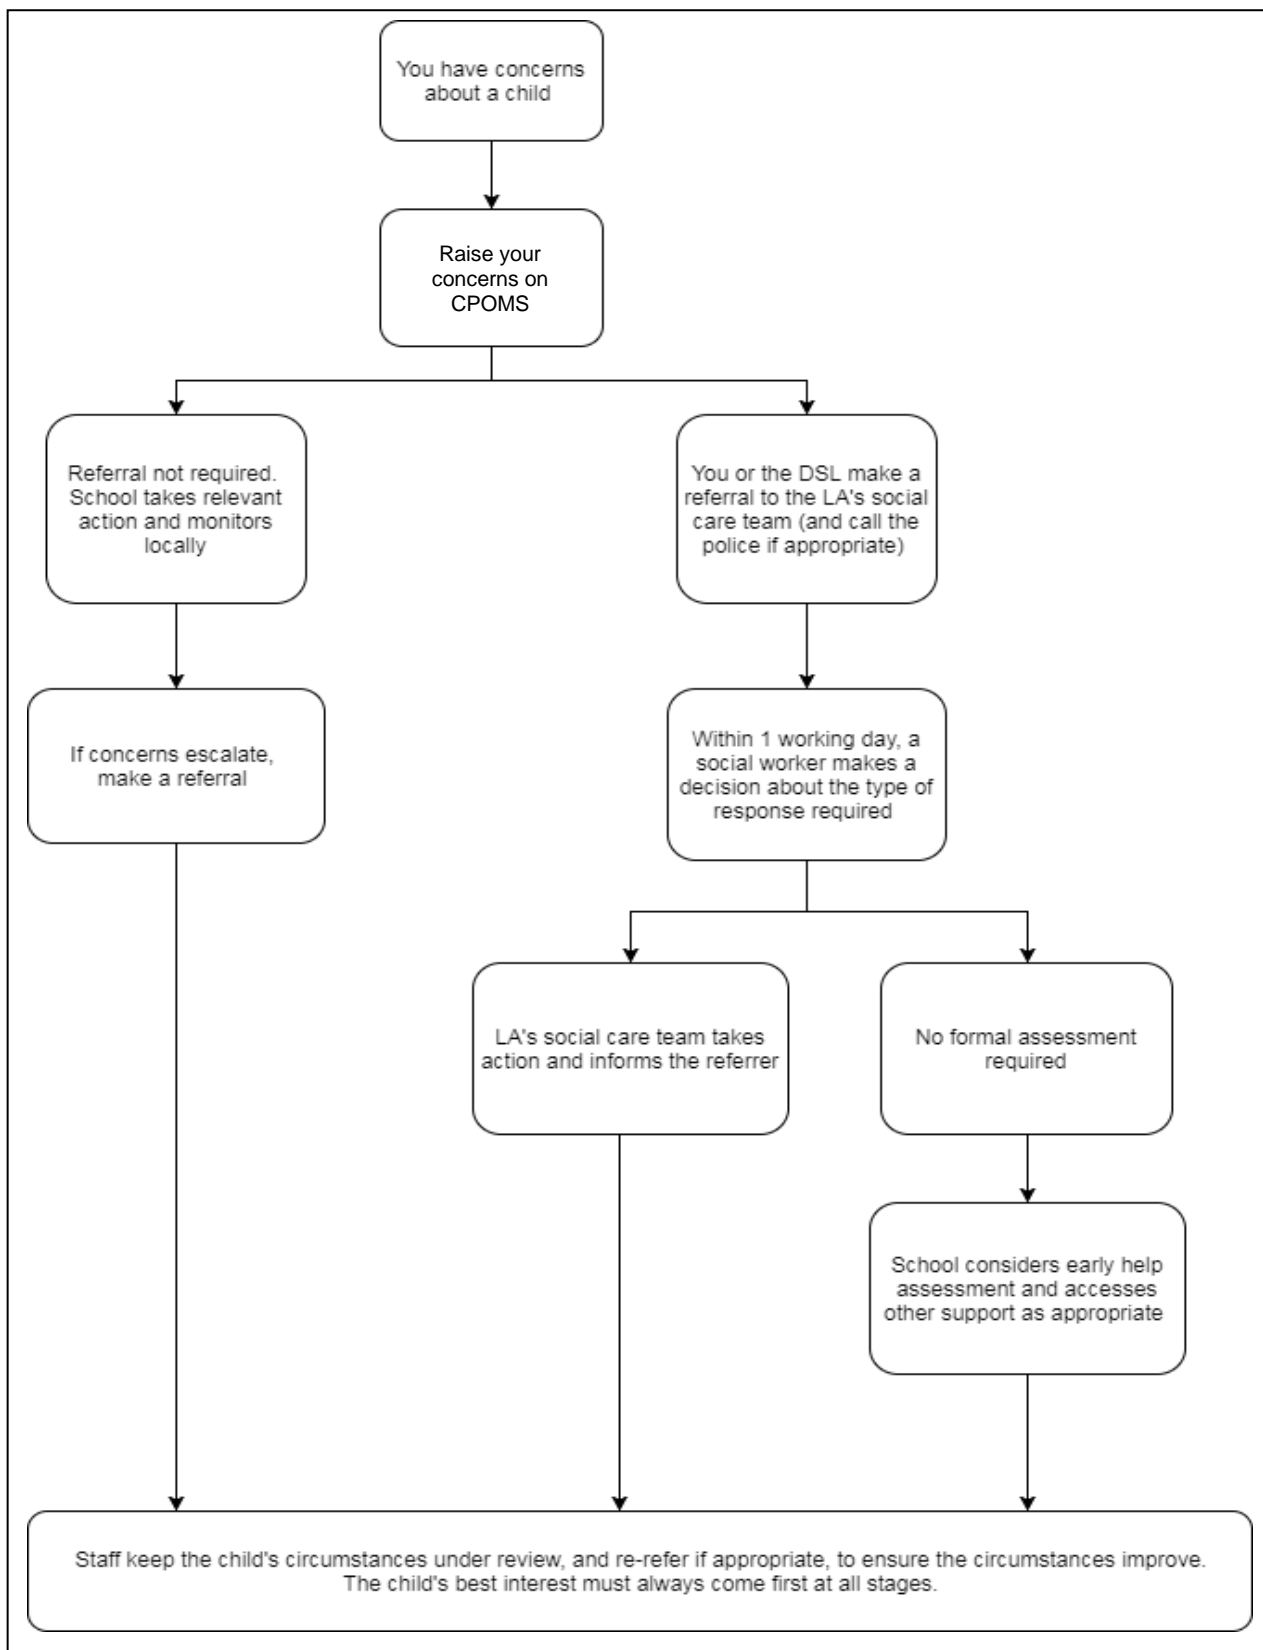 You have concerns
about a child
Raise your
concerns on
CPOMS
Referral not required.
School takes relevant
action and monitors
locally
You or the DSL make a
referral to the LA's social
care team (and call the
police if appropriate)
If concerns escalate,
make a referral
Within 1 working day, a
social worker makes a
decision about the type of
response required
LA's social care team takes
action and informs the referrer
No formal assessment
required
School considers early help
assessment and accesses
other support as appropriate
Staff keep the child's circumstances under review, and re-refer if appropriate, to ensure the circumstances improve.
The child's best interest must always come first at all stages.